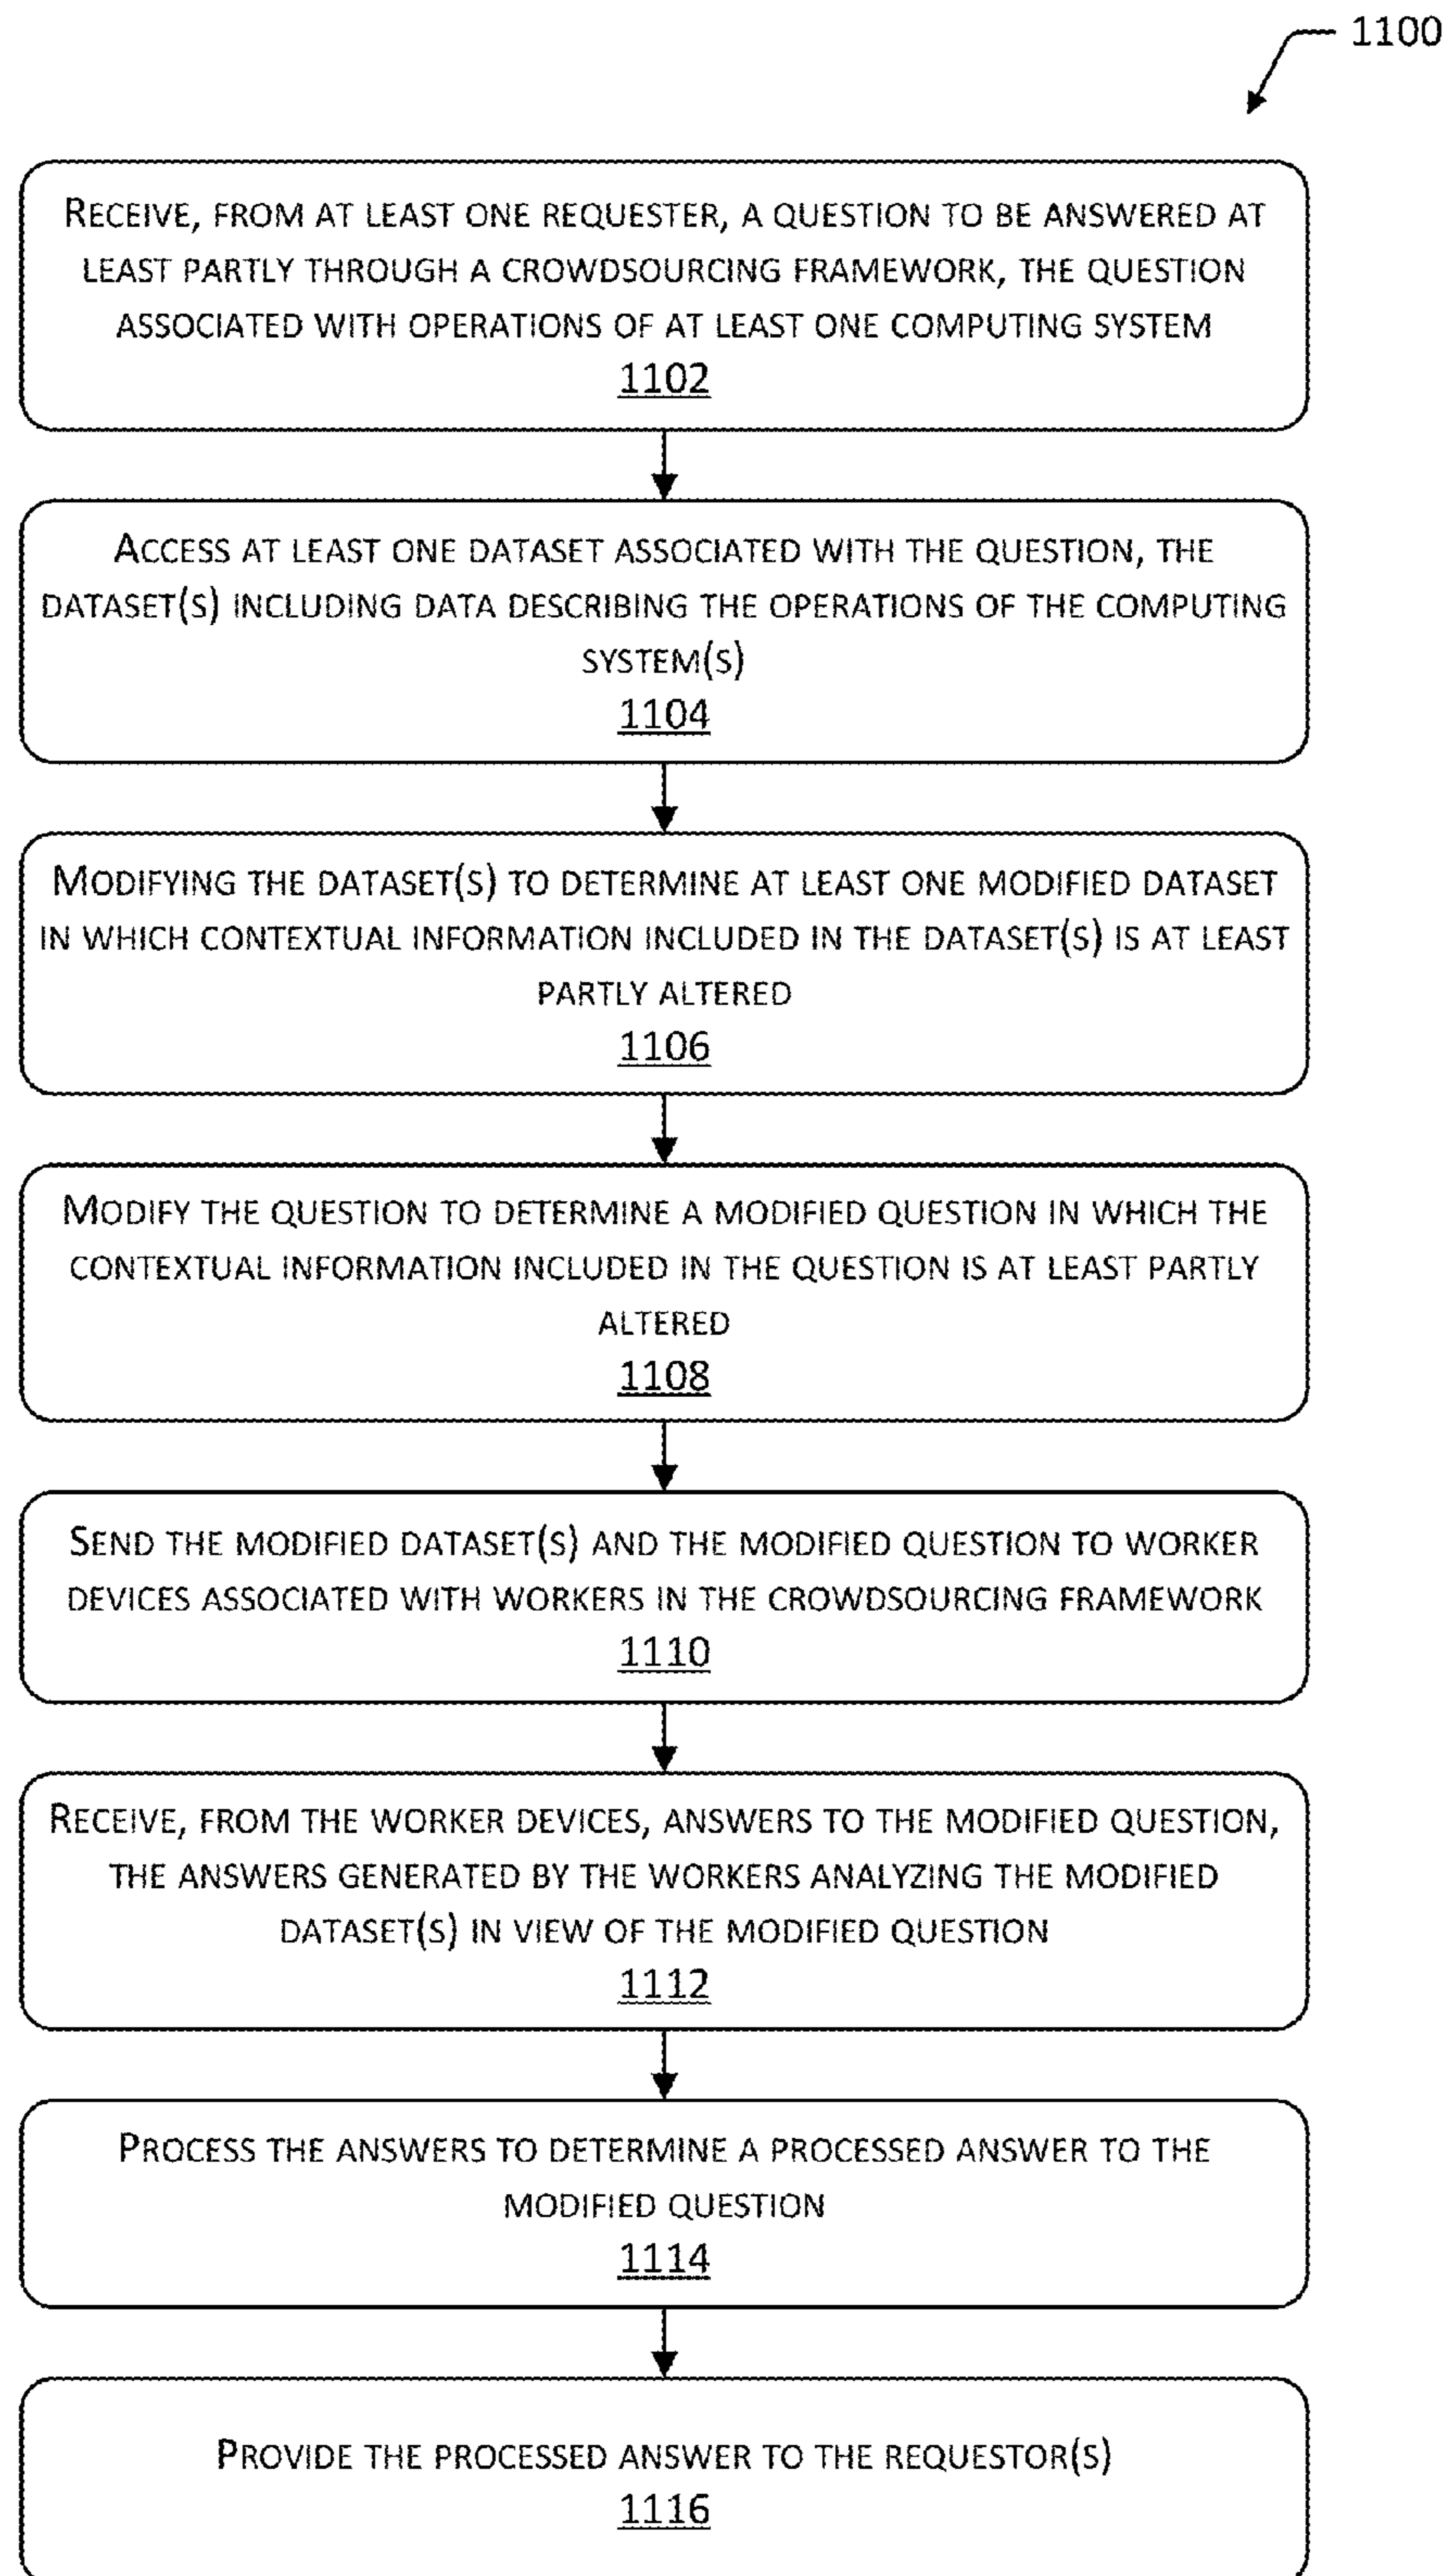 1100
RECEIVE, FROM AT LEAST ONE REQUESTER, A QUESTION TO BE ANSWERED AT
LEAST PARTLY THROUGH A CROWDSOURCING FRAMEWORK, THE QUESTION
ASSOCIATED WITH OPERATIONS OF AT LEAST ONE COMPUTING SYSTEM
1102
ACCESS AT LEAST ONE DATASET ASSOCIATED WITH THE QUESTION, THE
DATASET(S) INCLUDING DATA DESCRIBING THE OPERATIONS OF THE COMPUTING
SYSTEM(S)
1104
MODIFYING THE DATASET(S) TO DETERMINE AT LEAST ONE MODIFIED DATASET
IN WHICH CONTEXTUAL INFORMATION INCLUDED IN THE DATASET(S) IS AT LEAST
PARTLY ALTERED
1106
MODIFY THE QUESTION TO DETERMINE A MODIFIED QUESTION IN WHICH THE
CONTEXTUAL INFORMATION INCLUDED IN THE QUESTION IS AT LEAST PARTLY
ALTERED
1108
SEND THE MODIFIED DATASET(S) AND THE MODIFIED QUESTION TO WORKER
DEVICES ASSOCIATED WITH WORKERS IN THE CROWDSOURCING FRAMEWORK
1110
RECEIVE, FROM THE WORKER DEVICES, ANSWERS TO THE MODIFIED QUESTION,
THE ANSWERS GENERATED BY THE WORKERS ANALYZING THE MODIFIED
DATASET(S) IN VIEW OF THE MODIFIED QUESTION
1112
PROCESS THE ANSWERS TO DETERMINE A PROCESSED ANSWER TO THE
MODIFIED QUESTION
1114
PROVIDE THE PROCESSED ANSWER TO THE REQUESTOR(S)
1116